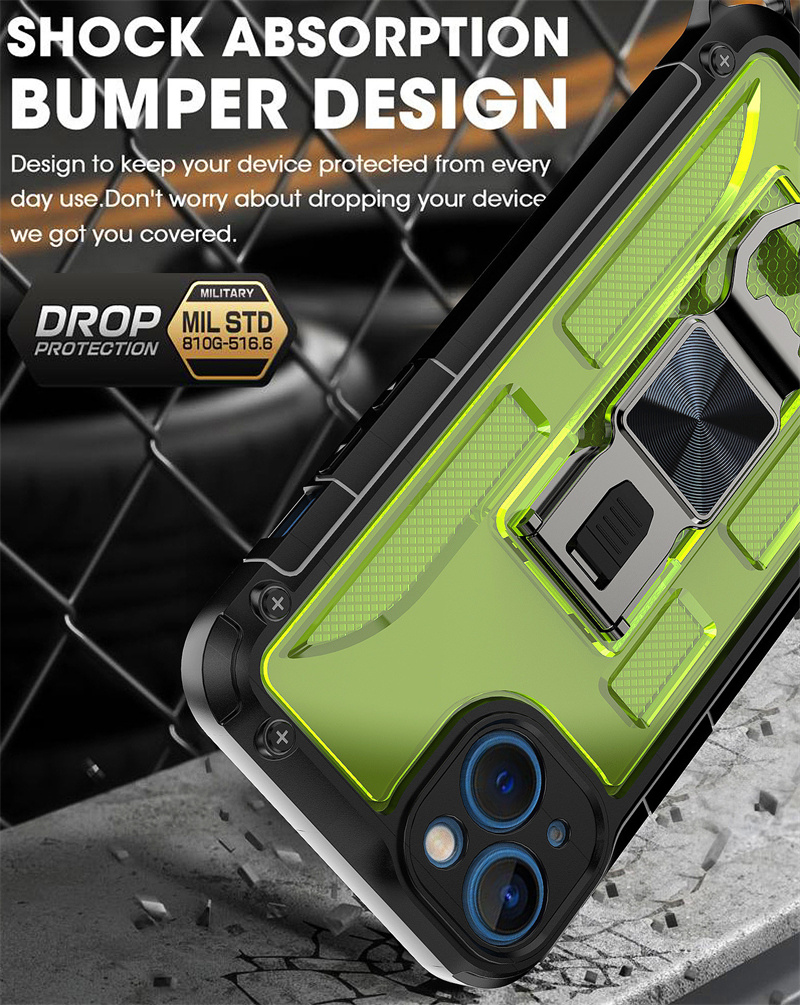 SHOCK ABSORPTION
BUMPER DESIGN
Design to keep your device protected from every
day use.Don't worry about dropping your device
we got you covered.
DROP
PROTECTION
MILITARY
MIL STD
810G-516.6